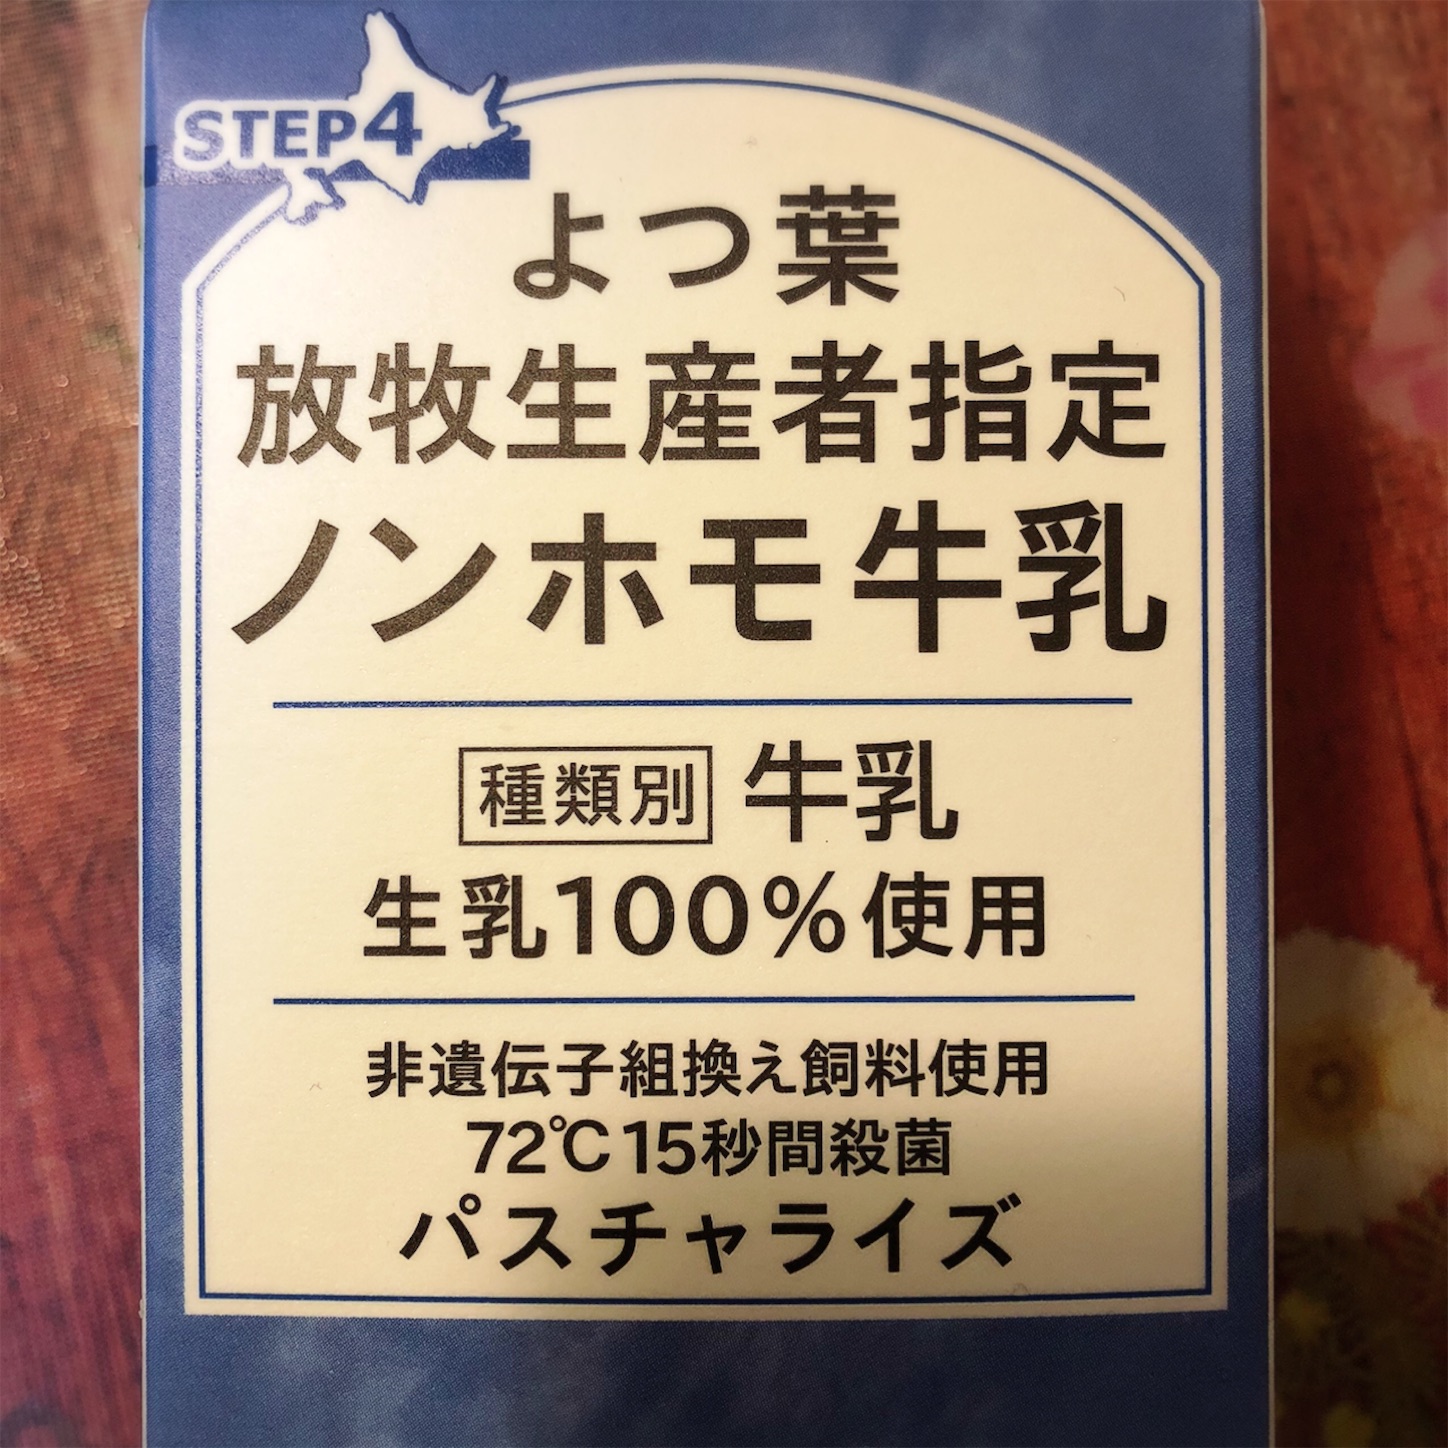 STEP4
よつ葉
放牧生産者指定
ノンホモ牛乳
種類別 牛乳
生乳100%使用
非遺伝子組換え飼料使用
72℃15秒間殺菌
パスチャライズ